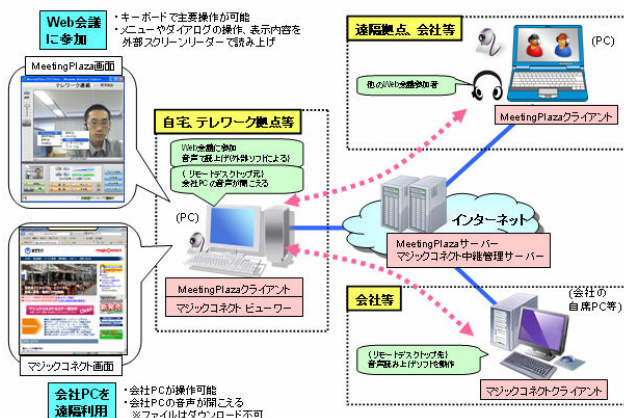 Web会議
に参加
・キーボードで主要操作が可能
・メニューやダイアログの操作、表示内容を
外部スクリーンリーダーで読み上げ
MeetingPlaza画面
テレワーク
自宅、テレワーク拠点等
Web会議に参加
音声で読上げ(外部ソフトによる)
(リモートデスクトップ元)
会社PCの音声が聞こえる
(PC)
MeetingPlazaクライアント
マジックコネクト ビューワー
遠隔拠点、会社等
(PC)
他のWeb会議参加者
MeetingPlazaクライアント
インターネット
MeetingPlazaサーバー
マジックコネクト中継管理サーバー
会社等
(会社の
自席PC等)
(リモートデスクトップ先)
音声読み上げソフトを動作
マジックコネクトクライアント
マジックコネクト画面
会社PCを
遠隔利用
・会社PCが操作可能
・会社PCの音声が聞こえる
※ファイルはダウンロード不可